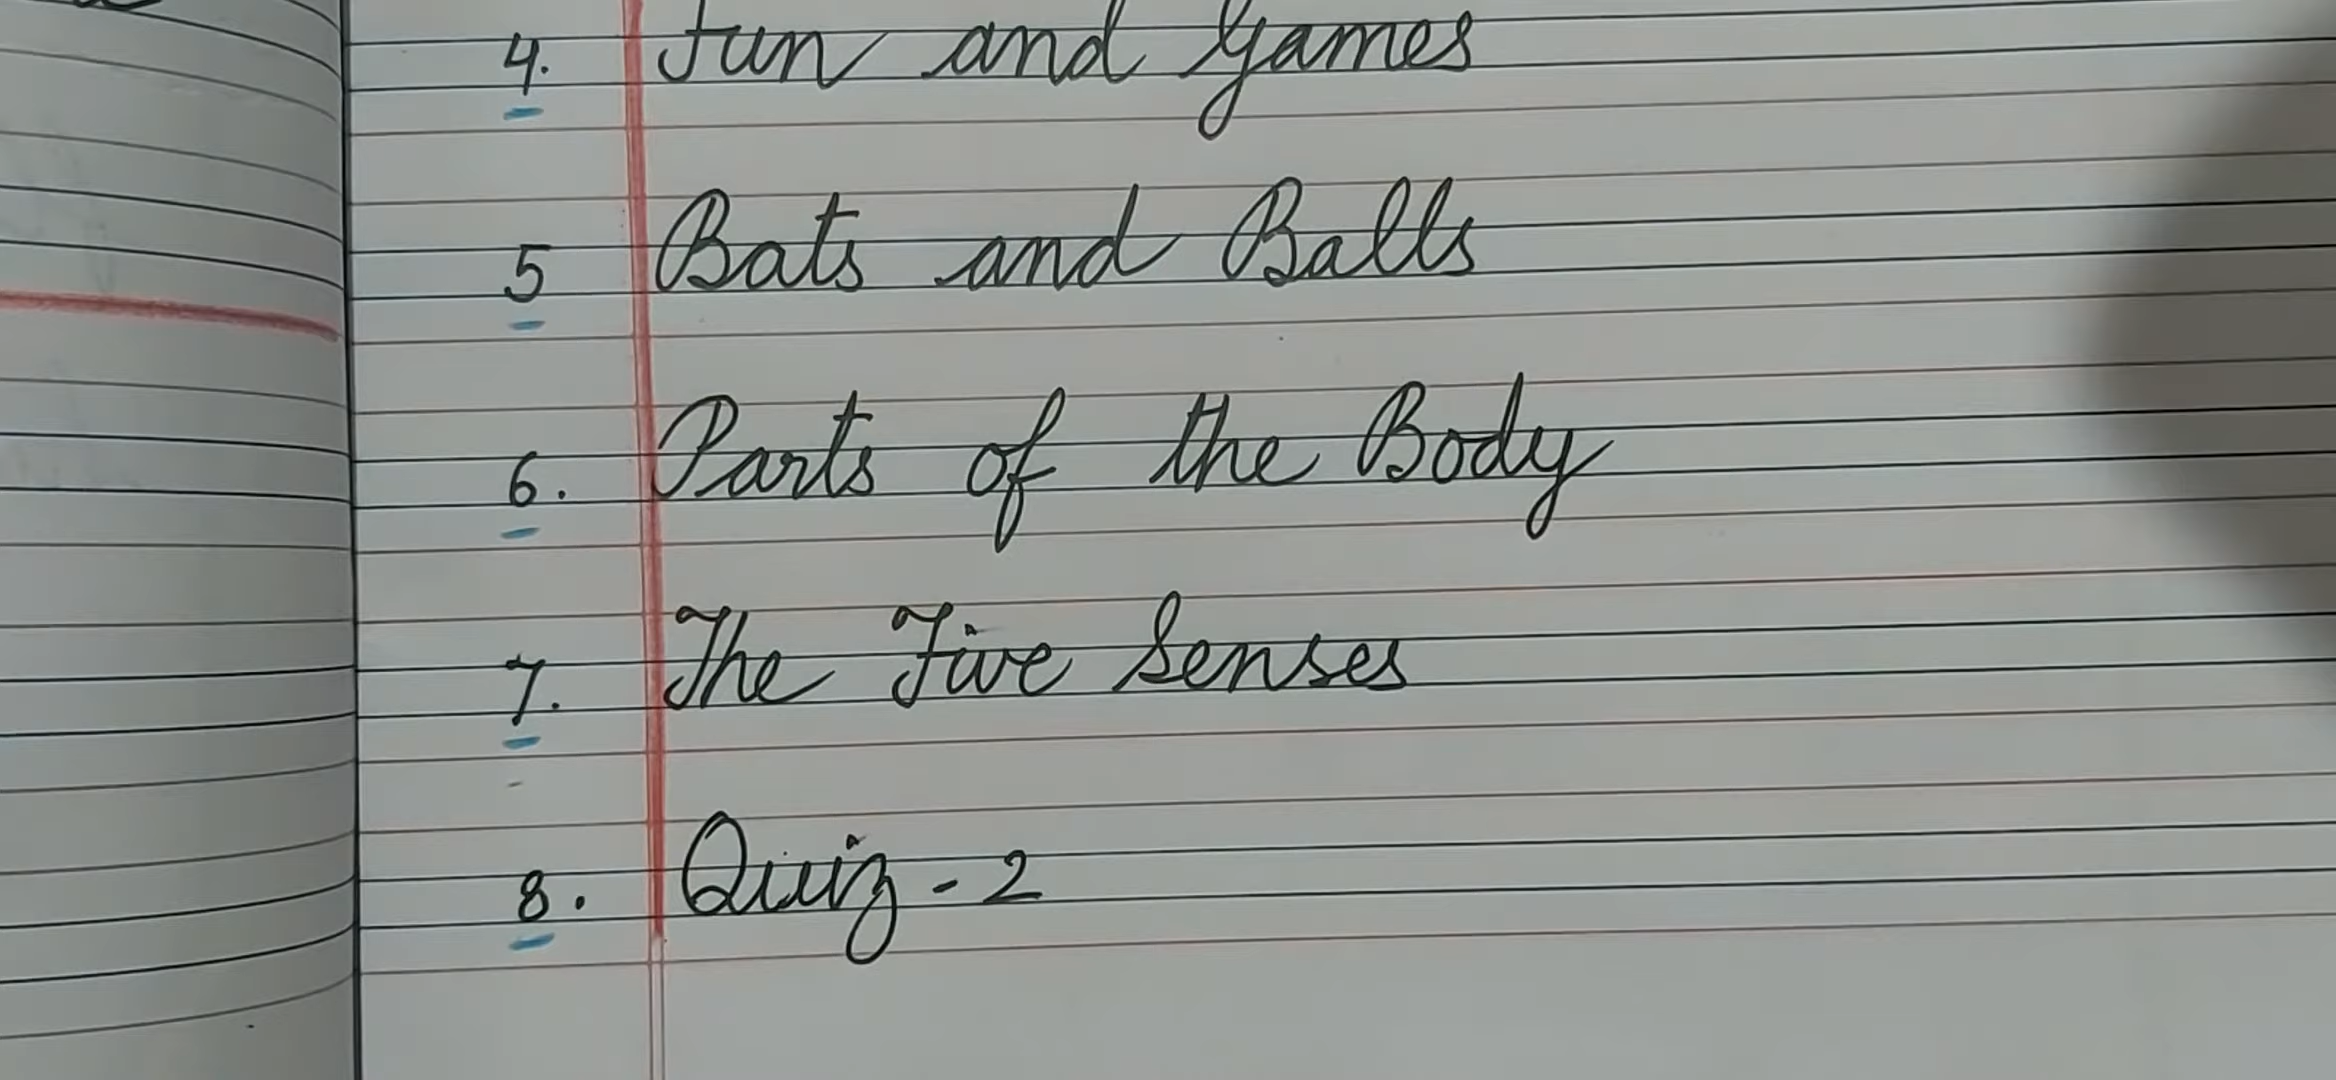 4. Fun and Games
5 Bats and Balls
6. Parts of the Body
7. The Five Senses
8. Quiz - 2